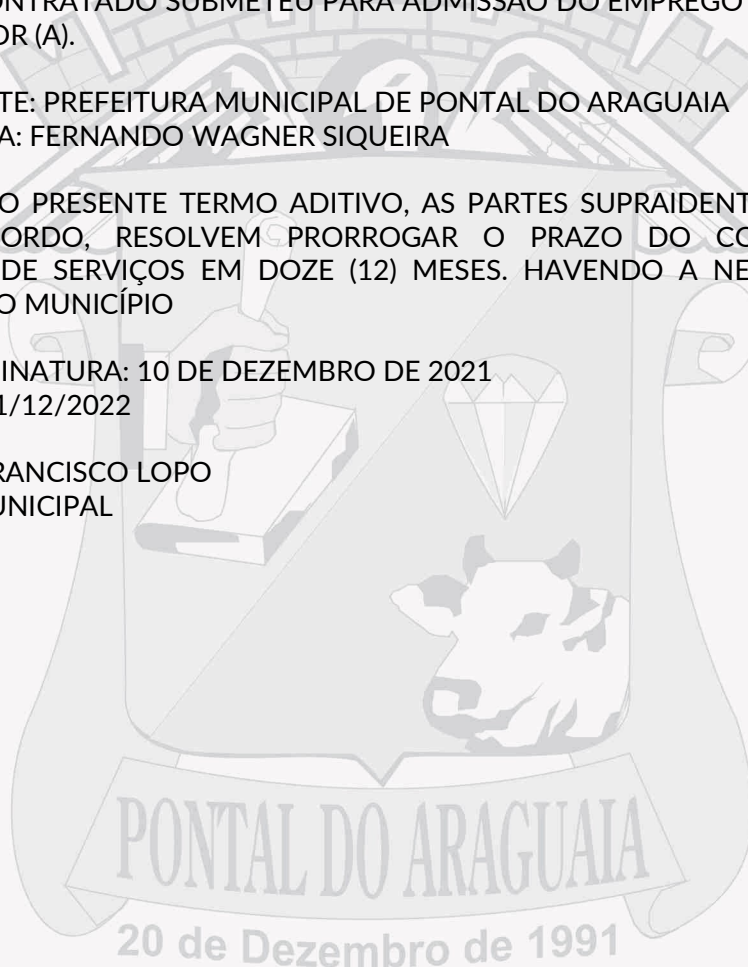 ONTRATADO SUBMETEU PARA ADMISSÃO DO EMPREGO
OR (A).
TE: PREFEITURA MUNICIPAL DE PONTAL DO ARAGUAIA
A: FERNANDO WAGNER SIQUEIRA
O PRESENTE TERMO ADITIVO, AS PARTES SUPRAIDENT
ORDO, RESOLVEM PRORROGAR O PRAZO DO CO
DE SERVIÇOS EM DOZE (12) MESES. HAVENDO A NE
O MUNICÍPIO
INATURA: 10 DE DEZEMBRO DE 2021
1/12/2022
RANCISCO LOPO
UNICIPAL
PONTAL DO ARAGUAIA
20 de Dezembro de 1991